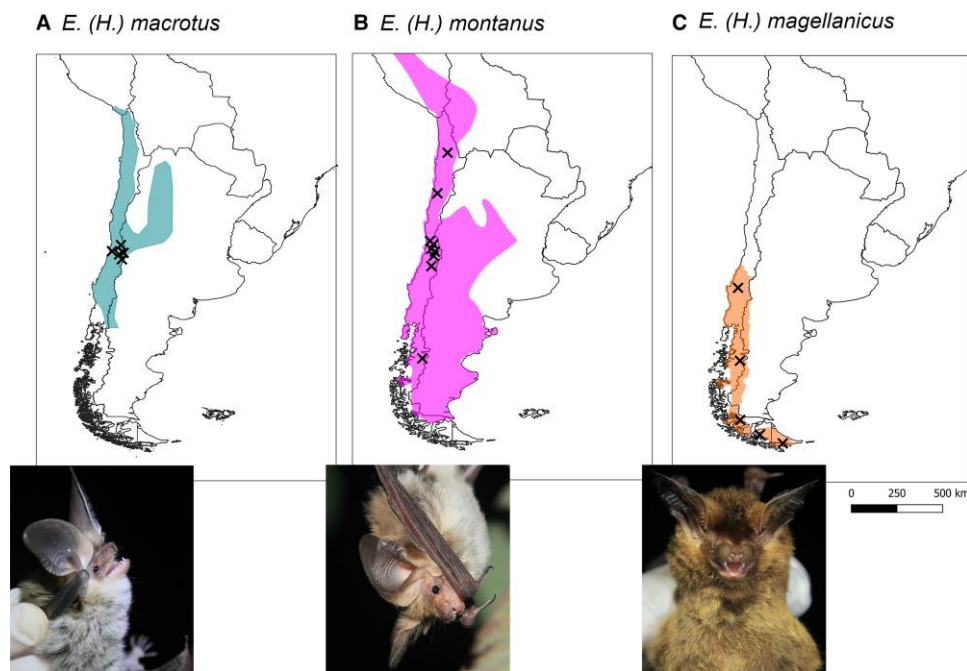 A E. (H.) macrotus
B E. (H.) montanus
C E. (H.) magellanicus
0 250 500 km